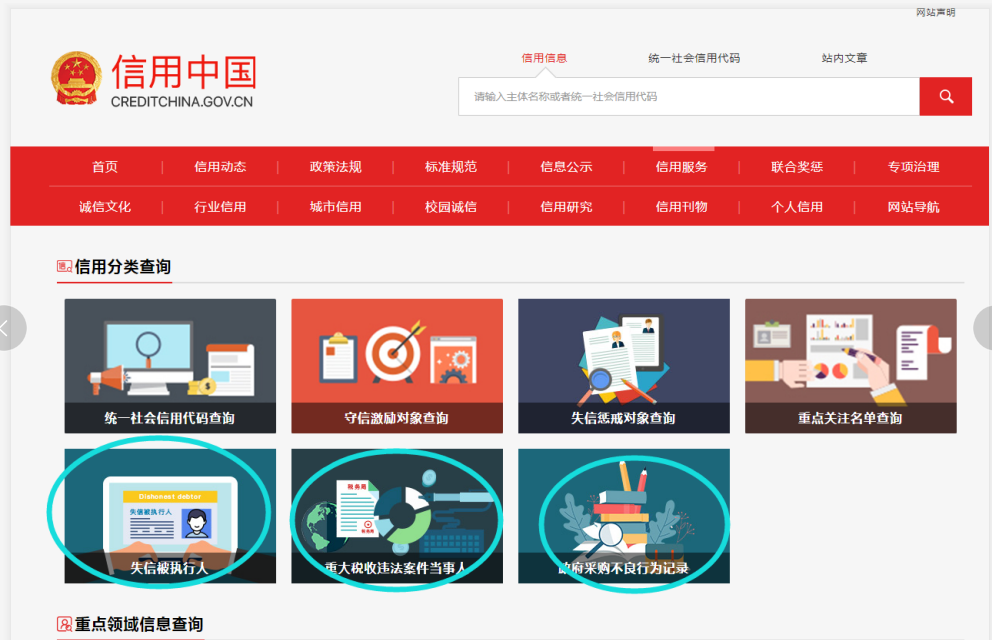 网站声明
信用中国
CREDITCHINA.GOV.CN
信用信息 统一社会信用代码 站内文章
请输入主体名称或者统一社会信用代码
首页 信用动态 政策法规 标准规范 信息公示 信用服务 联合奖惩 专项治理
诚信文化 行业信用 城市信用 校园诚信 信用研究 信用刊物 个人信用 网站导航
信用分类查询
统一社会信用代码查询 守信激励对象查询 失信惩戒对象查询 重点关注名单查询
Dishonest debtor
失信被执行人
税务局
失信被执行人 重大税收违法案件当事人 政府采购不良行为记录
重点领域信息查询